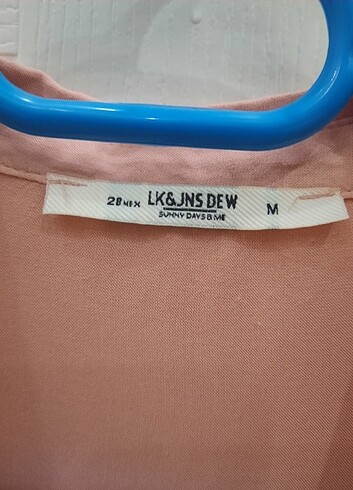 28 MEX LK&JNS DEW M
SUNNY DAYS & ME